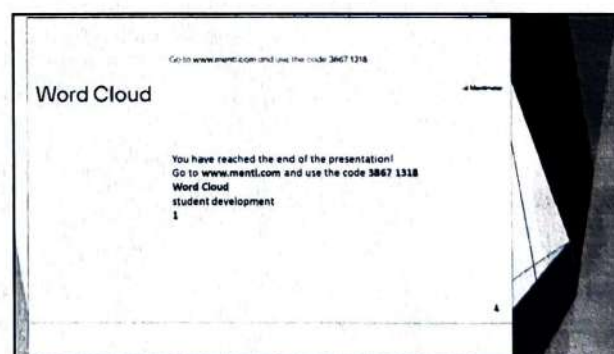 Go to www.menti.com and use the code 3867 1318
Word Cloud
Mentimeter
You have reached the end of the presentation!
Go to www.menti.com and use the code 3867 1318
Word Cloud
student development
1